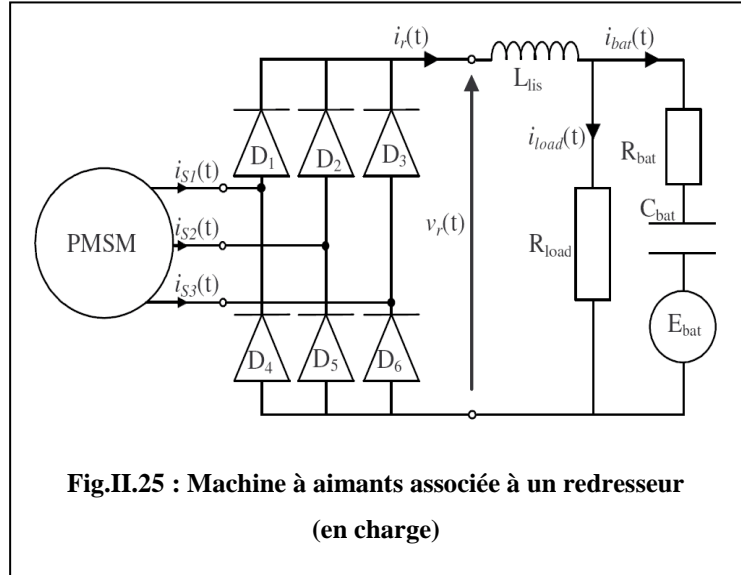 i_r(t)
i_bat(t)
L_lis
D_1
D_2
D_3
i_load(t)
R_bat
i_S1(t)
C_bat
PMSM
i_S2(t)
v_r(t)
R_load
i_S3(t)
E_bat
D_4
D_5
D_6
Fig.II.25 : Machine à aimants associée à un redresseur
(en charge)